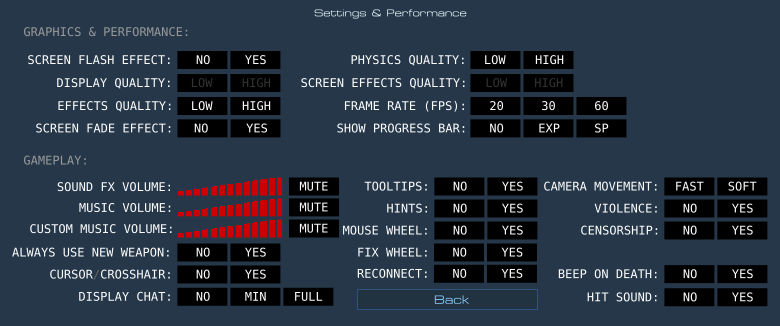 Settings & Performance
GRAPHICS & PERFORMANCE:
SCREEN FLASH EFFECT: NO YES PHYSICS QUALITY: LOW HIGH
DISPLAY QUALITY: LOW HIGH SCREEN EFFECTS QUALITY: LOW HIGH
EFFECTS QUALITY: LOW HIGH FRAME RATE (FPS): 20 30 60
SCREEN FADE EFFECT: NO YES SHOW PROGRESS BAR: NO EXP SP
GAMEPLAY:
SOUND FX VOLUME: MUTE TOOLTIPS: NO YES CAMERA MOVEMENT: FAST SOFT
MUSIC VOLUME: MUTE HINTS: NO YES VIOLENCE: NO YES
CUSTOM MUSIC VOLUME: MUTE MOUSE WHEEL: NO YES CENSORSHIP: NO YES
ALWAYS USE NEW WEAPON: NO YES FIX WHEEL: NO YES
CURSOR/CROSSHAIR: NO YES RECONNECT: NO YES BEEP ON DEATH: NO YES
DISPLAY CHAT: NO MIN FULL Back HIT SOUND: NO YES